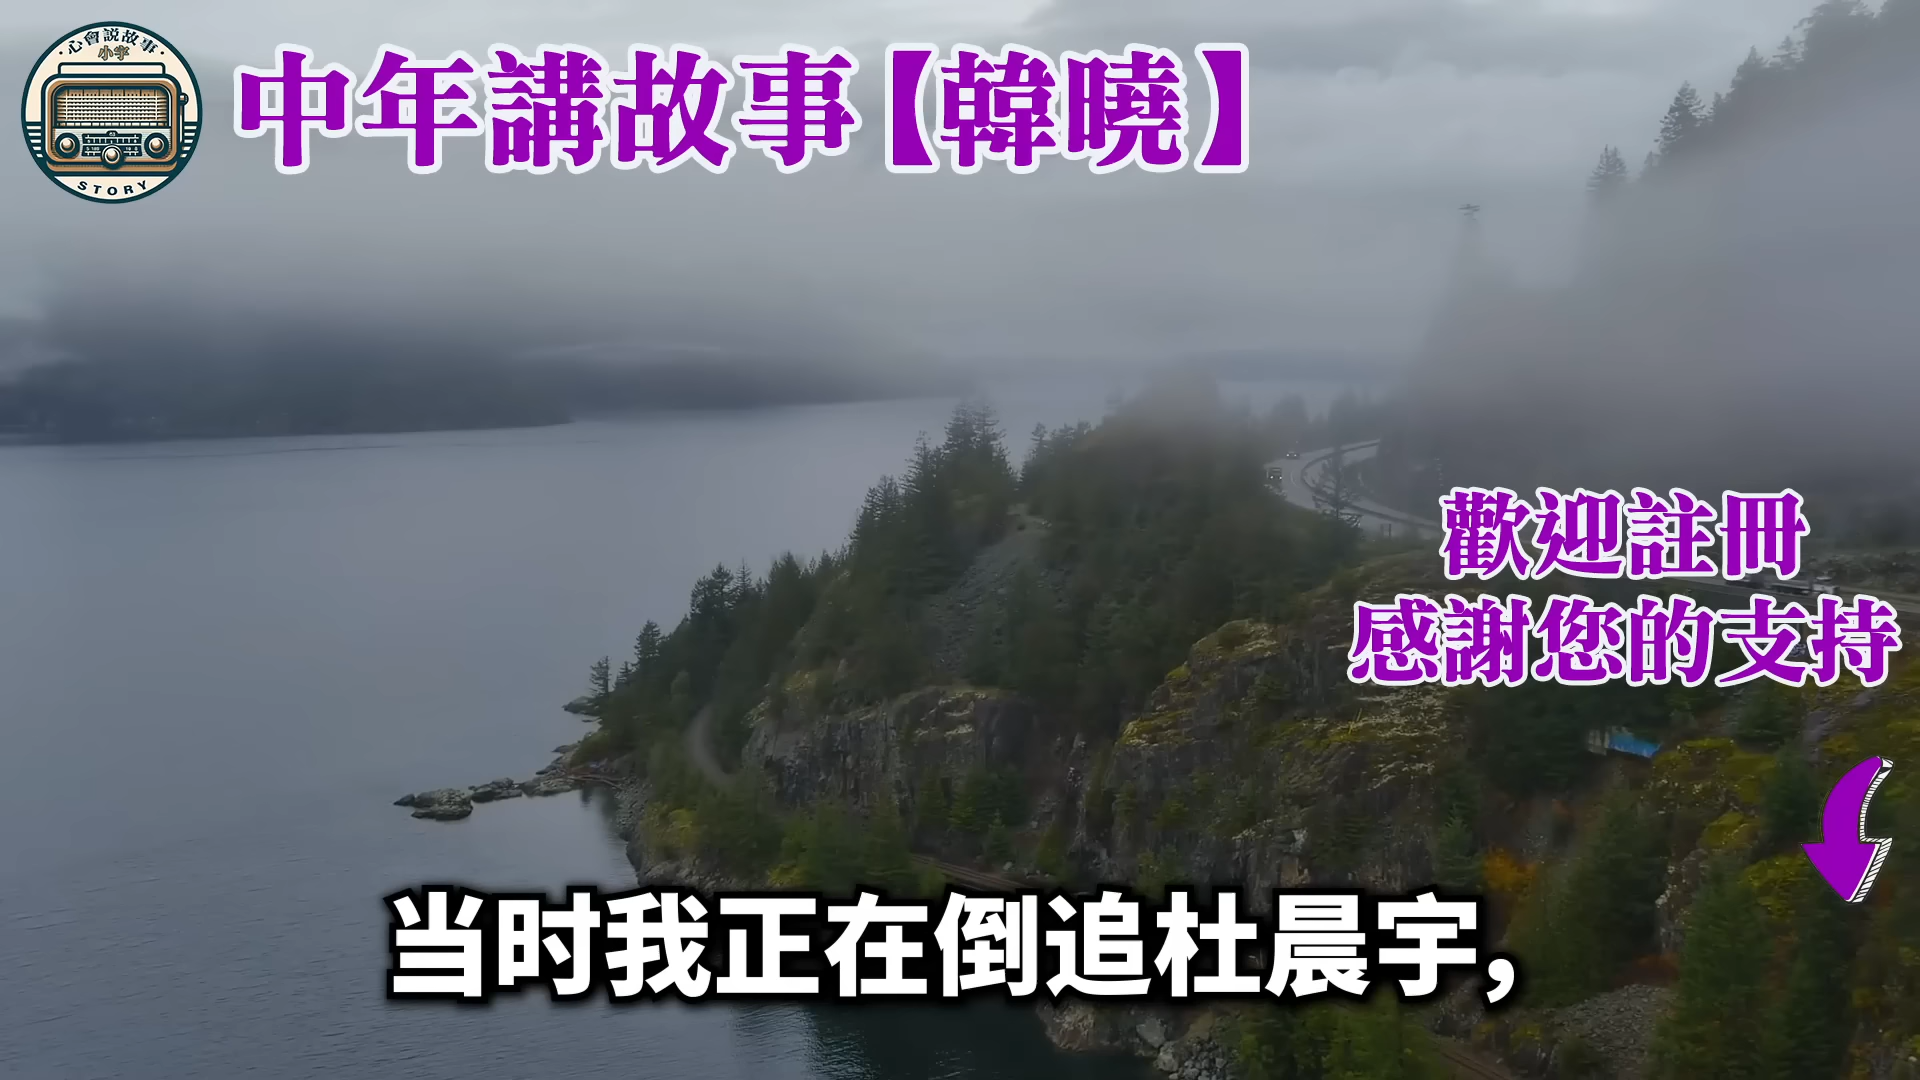 ·心會説故事·
小宇
STORY
中年講故事【韓曉】
歡迎註冊
感謝您的支持
当时我正在倒追杜晨宇,